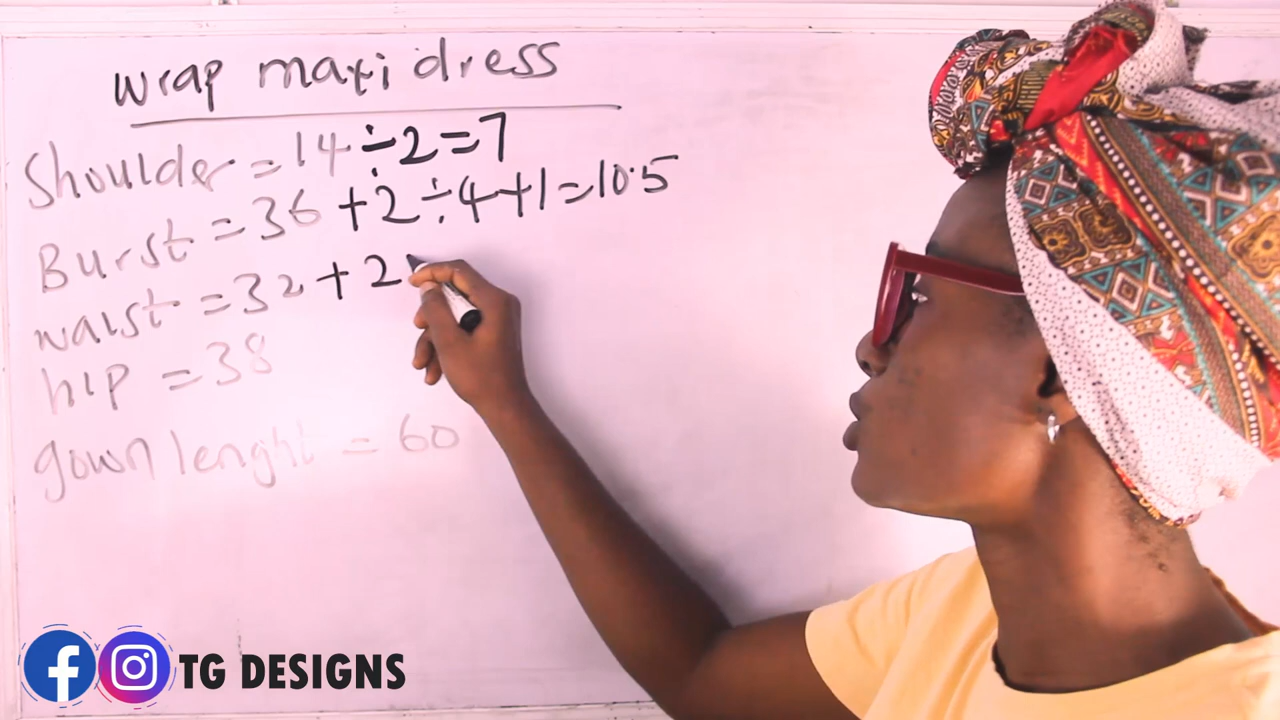 wrap maxi dress
Shoulder = 14 ÷ 2 = 7
Burst = 36 + 2 ÷ 4 + 1 = 10.5
waist = 32 + 2
hip = 38
gown lenght = 60
TG DESIGNS